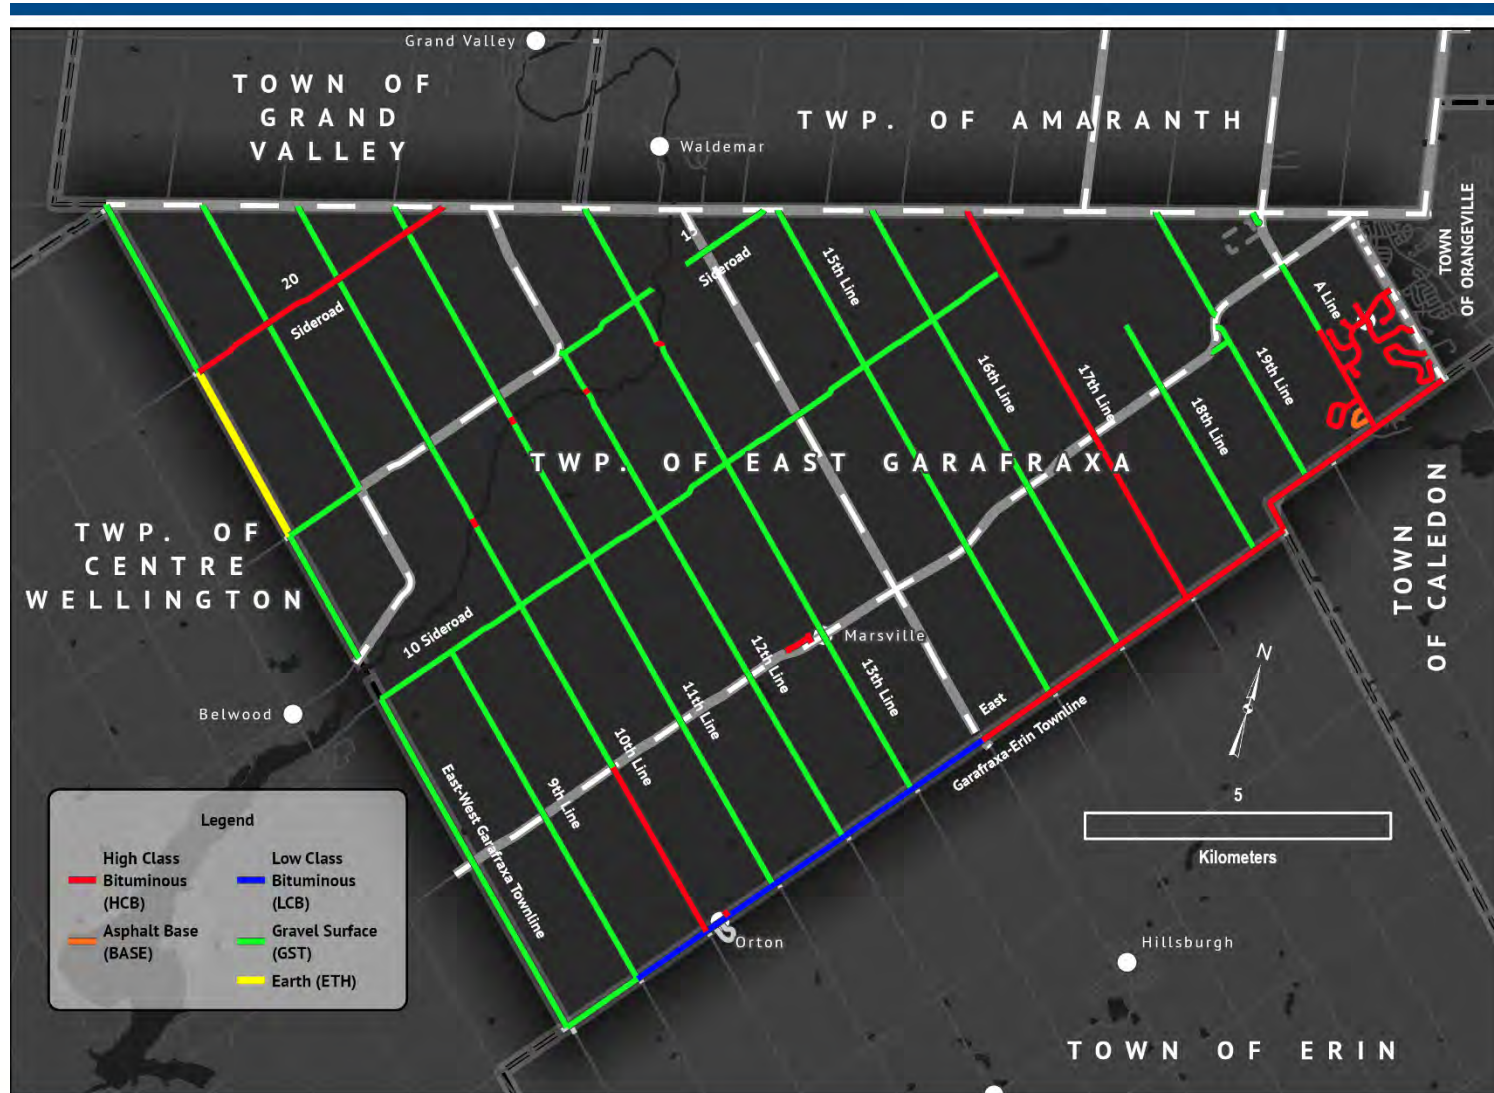 Grand Valley
TOWN OF
GRAND
VALLEY
TWP. OF AMARANTH
Waldemar
TOWN
OF ORANGEVILLE
20
Sideroad
Sideroad
15th Line
A Line
19th Line
16th Line
17th Line
18th Line
TWP. OF EAST GARAFRAXA
TWP. OF
CENTRE
WELLINGTON
TOWN
OF CALEDON
10 Sideroad
Marsville
12th Line
13th Line
11th Line
10th Line
9th Line
East
Garafraxa-Erin Townline
East-West Garafraxa Townline
Belwood
N
5
Kilometers
Legend
High Class
Bituminous
(HCB)
Low Class
Bituminous
(LCB)
Asphalt Base
(BASE)
Gravel Surface
(GST)
Earth (ETH)
Orton
Hillsburgh
TOWN OF ERIN